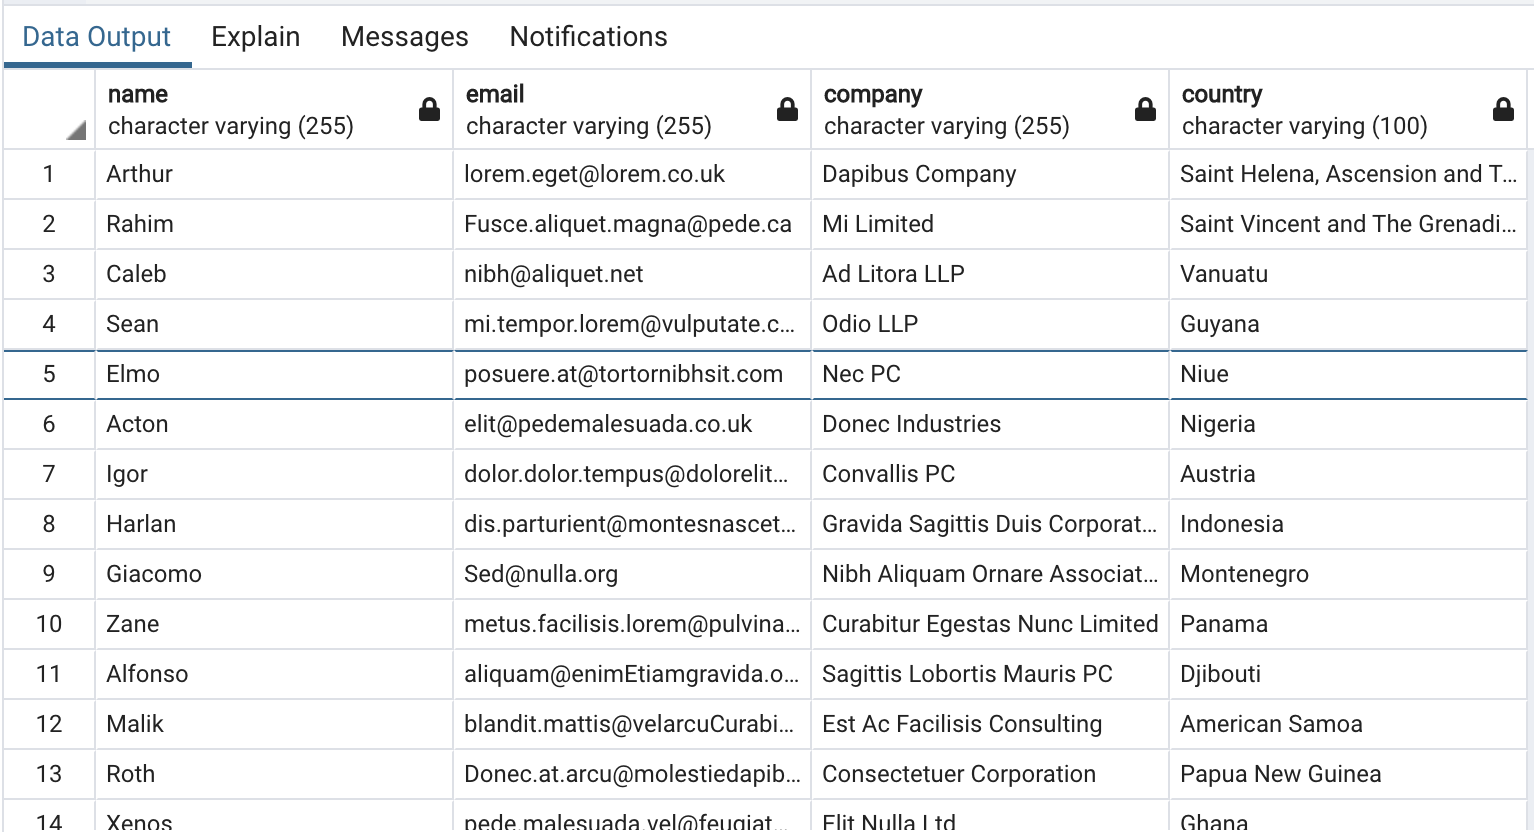 Data Output Explain Messages Notifications
name email company country
character varying (255) character varying (255) character varying (255) character varying (100)
1 Arthur lorem.eget@lorem.co.uk Dapibus Company Saint Helena, Ascension and T...
2 Rahim Fusce.aliquet.magna@pede.ca Mi Limited Saint Vincent and The Grenadi...
3 Caleb nibh@aliquet.net Ad Litora LLP Vanuatu
4 Sean mi.tempor.lorem@vulputate.c... Odio LLP Guyana
5 Elmo posuere.at@tortornibhsit.com Nec PC Niue
6 Acton elit@pedemalesuada.co.uk Donec Industries Nigeria
7 Igor dolor.dolor.tempus@dolorelit... Convallis PC Austria
8 Harlan dis.parturient@montesnascet... Gravida Sagittis Duis Corporat... Indonesia
9 Giacomo Sed@nulla.org Nibh Aliquam Ornare Associat... Montenegro
10 Zane metus.facilisis.lorem@pulvina... Curabitur Egestas Nunc Limited Panama
11 Alfonso aliquam@enimEtiamgravida.o... Sagittis Lobortis Mauris PC Djibouti
12 Malik blandit.mattis@velarcuCurabi... Est Ac Facilisis Consulting American Samoa
13 Roth Donec.at.arcu@molestiedapib... Consectetuer Corporation Papua New Guinea
14 Xenos pede.malesuada.vel@feugiat... Elit Nulla Ltd Ghana